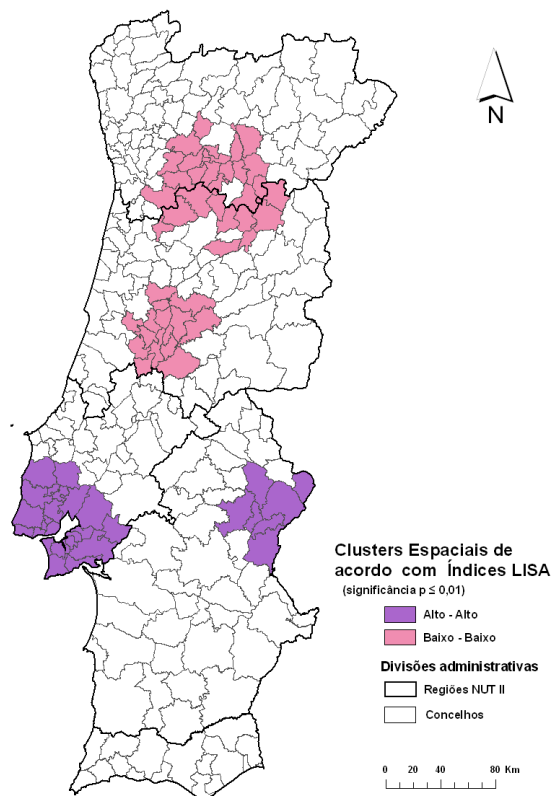 N
Clusters Espaciais de
acordo com Índices LISA
(significância p ≤ 0,01)
Alto - Alto
Baixo - Baixo
Divisões administrativas
Regiões NUT II
Concelhos
0 20 40 80 Km